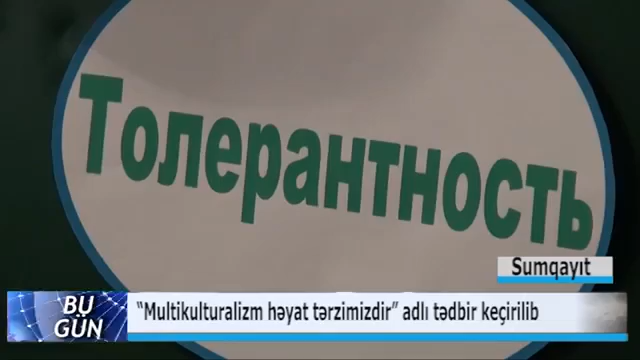 Толерантность
Sumqayıt
BU
GÜN
“Multikulturalizm həyat tərzimizdir” adlı tədbir keçirilib